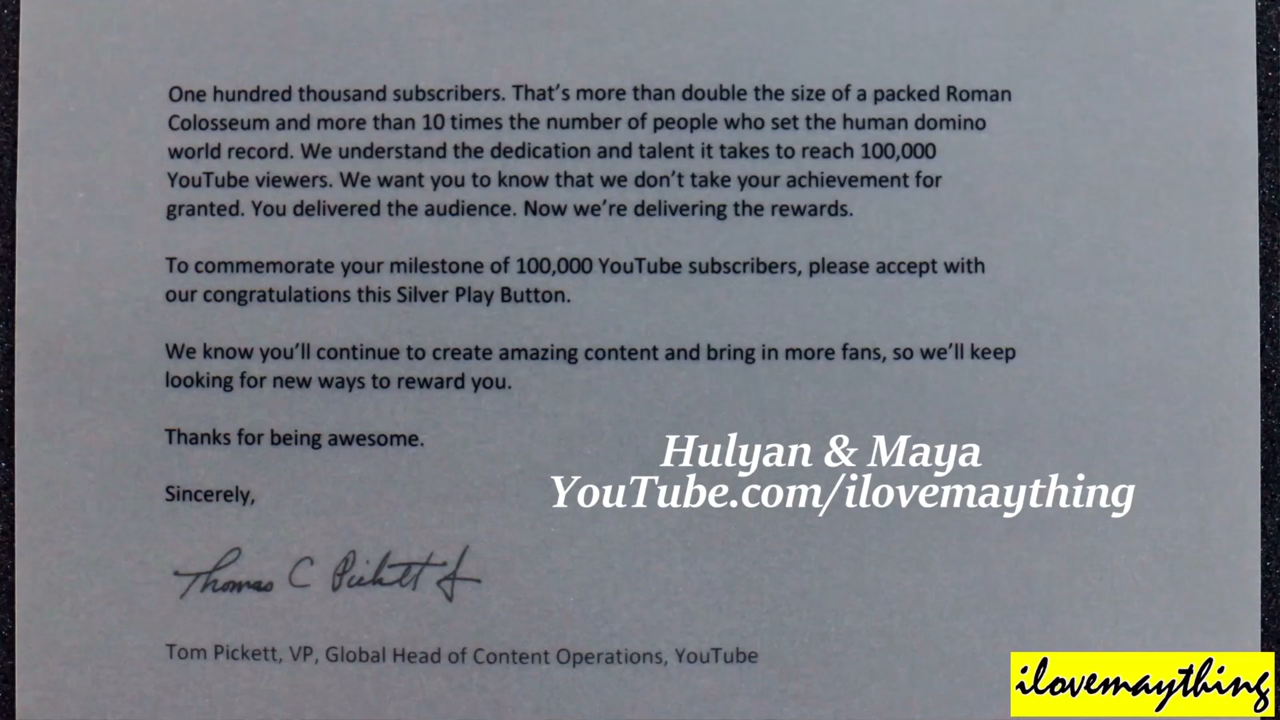 One hundred thousand subscribers. That's more than double the size of a packed Roman
Colosseum and more than 10 times the number of people who set the human domino
world record. We understand the dedication and talent it takes to reach 100,000
YouTube viewers. We want you to know that we don't take your achievement for
granted. You delivered the audience. Now we're delivering the rewards.
To commemorate your milestone of 100,000 YouTube subscribers, please accept with
our congratulations this Silver Play Button.
We know you'll continue to create amazing content and bring in more fans, so we'll keep
looking for new ways to reward you.
Thanks for being awesome.
Hulyan & Maya
YouTube.com/ilovemaything
Sincerely,
Thomas C Pickett Jr
Tom Pickett, VP, Global Head of Content Operations, YouTube
ilovemaything